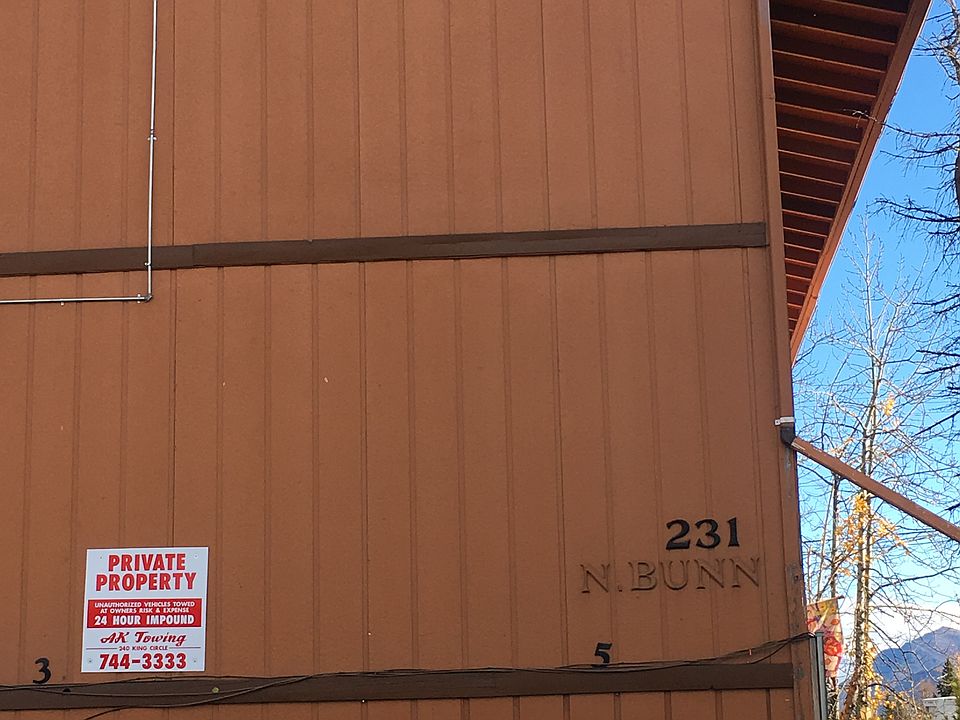 231
N. BUNN
PRIVATE
PROPERTY
UNAUTHORIZED VEHICLES TOWED
AT OWNERS RISK & EXPENSE
24 HOUR IMPOUND
AK Towing
240 KING CIRCLE
744-3333
3
5